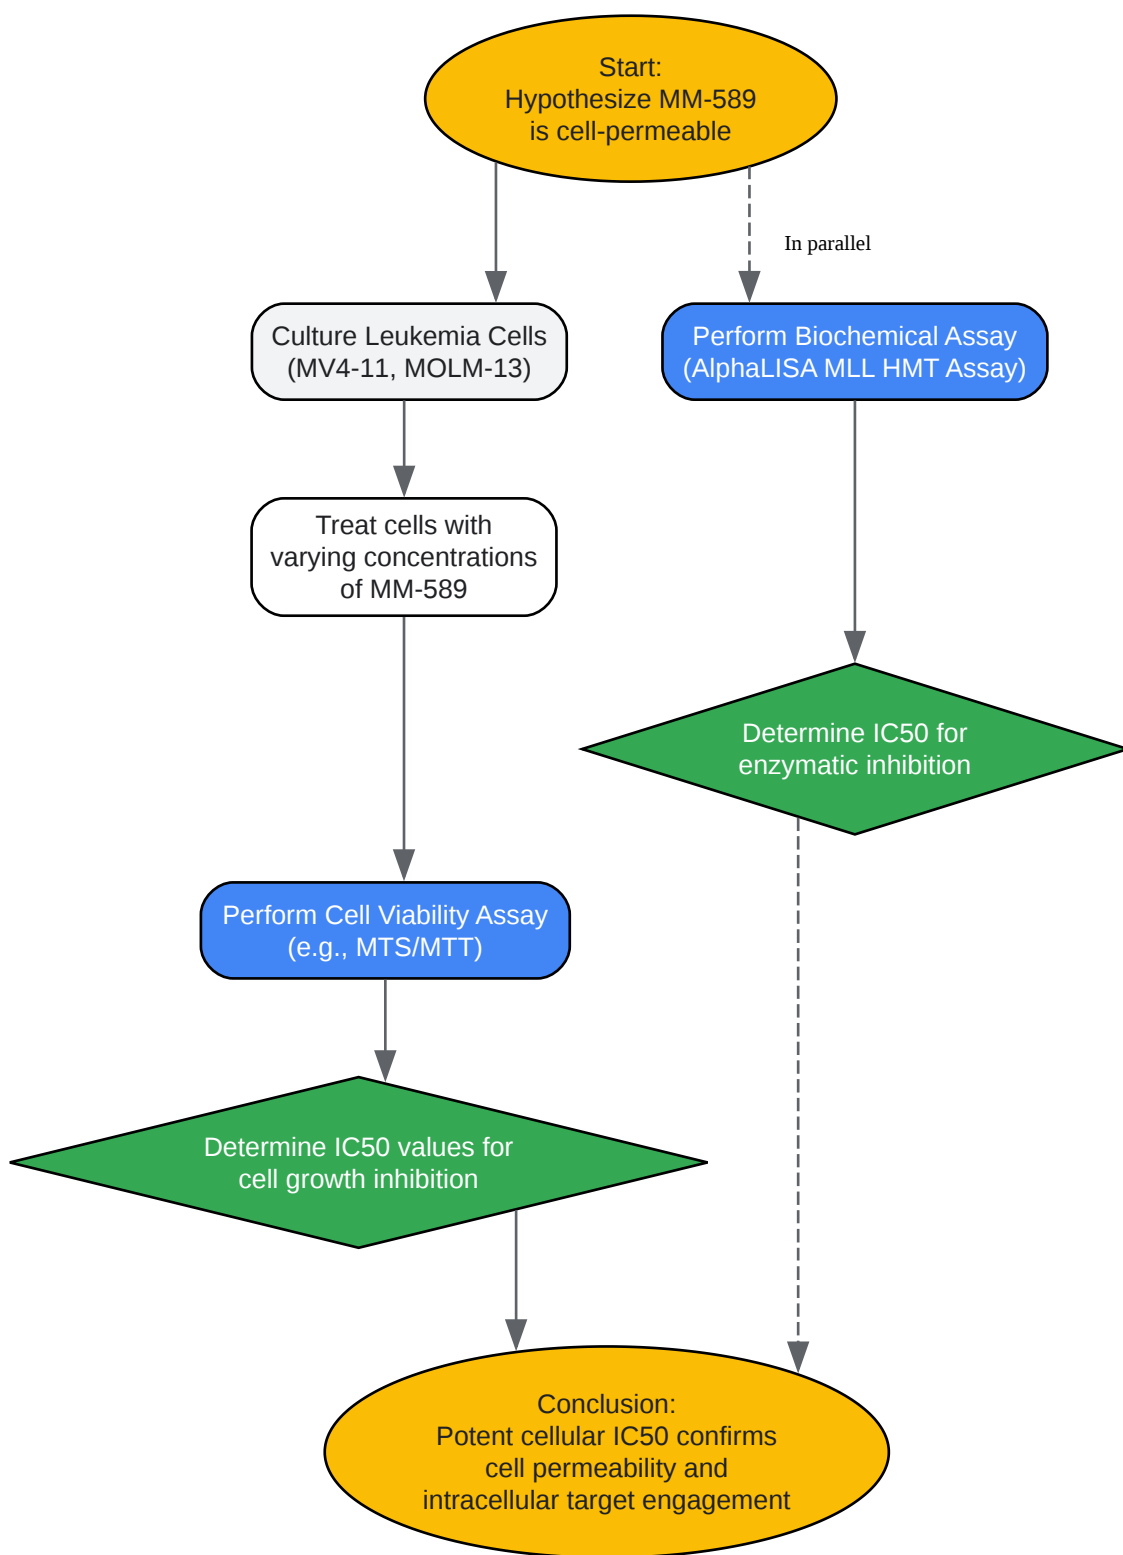 Start:
Hypothesize MM-589
is cell-permeable
In parallel
Culture Leukemia Cells
(MV4-11, MOLM-13)
Perform Biochemical Assay
(AlphaLISA MLL HMT Assay)
Treat cells with
varying concentrations
of MM-589
Determine IC50 for
enzymatic inhibition
Perform Cell Viability Assay
(e.g., MTS/MTT)
Determine IC50 values for
cell growth inhibition
Conclusion:
Potent cellular IC50 confirms
cell permeability and
intracellular target engagement